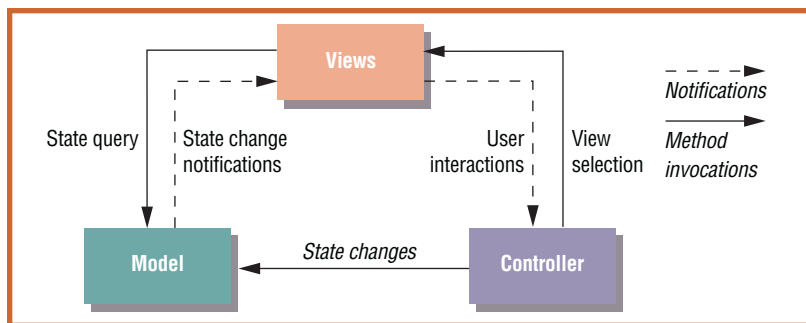 Views
Notifications
State query
State change
notifications
User
interactions
View
selection
Method
invocations
Model
State changes
Controller